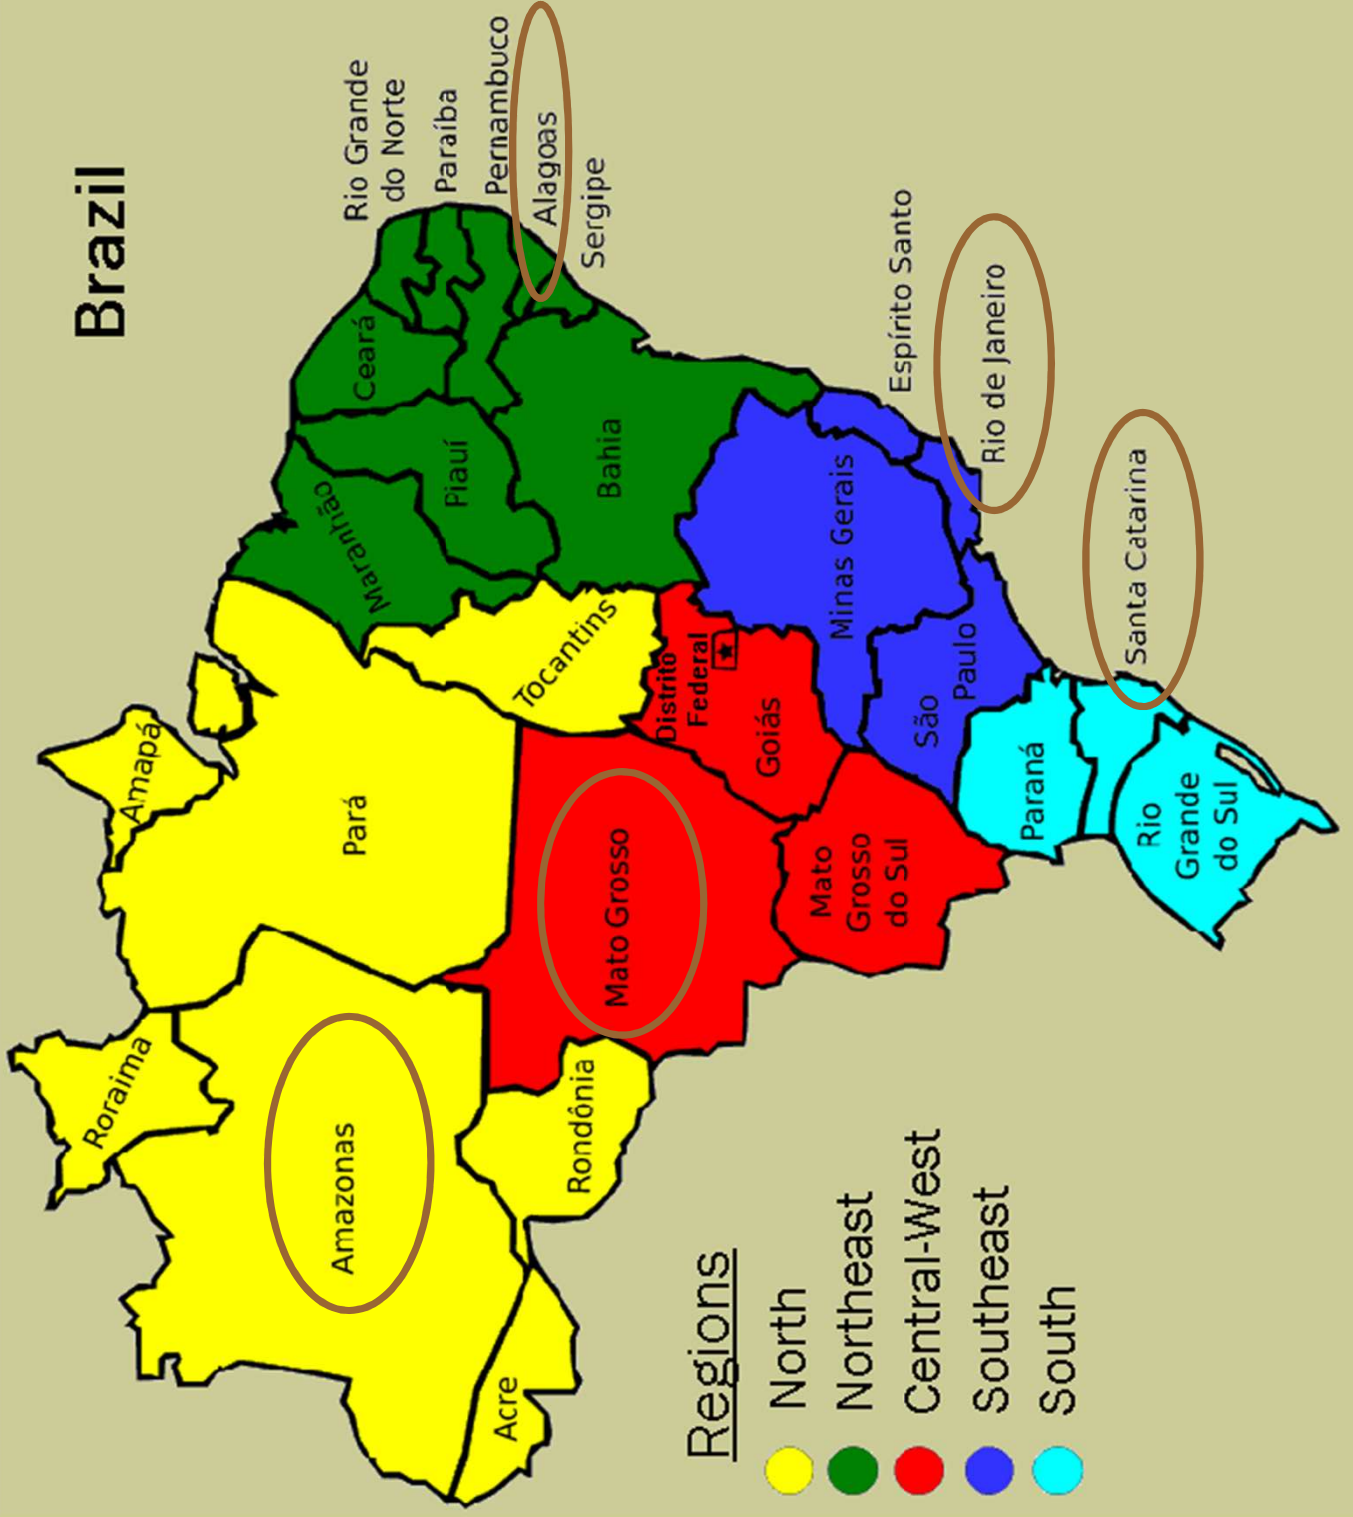 Brazil
Roraima
Amapá
Amazonas
Pará
Maranhão
Ceará
Rio Grande
do Norte
Paraíba
Pernambuco
Alagoas
Sergipe
Piauí
Acre
Rondônia
Tocantins
Bahia
Mato Grosso
Distrito
Federal
Goiás
Minas Gerais
Espírito Santo
Mato
Grosso
do Sul
São
Paulo
Rio de Janeiro
Paraná
Santa Catarina
Rio
Grande
do Sul
Regions
North
Northeast
Central-West
Southeast
South